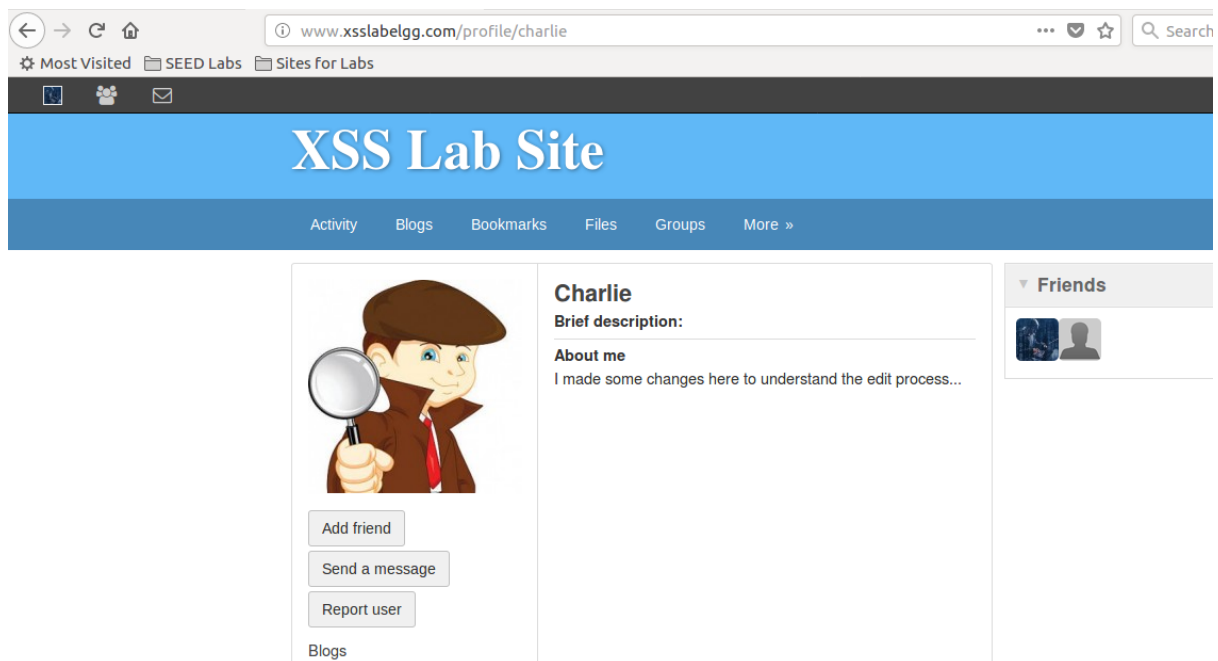 www.xsslabelgg.com/profile/charlie
Search
Most Visited SEED Labs Sites for Labs
XSS Lab Site
Activity Blogs Bookmarks Files Groups More »
Charlie
Brief description:
About me
I made some changes here to understand the edit process...
Friends
Add friend
Send a message
Report user
Blogs